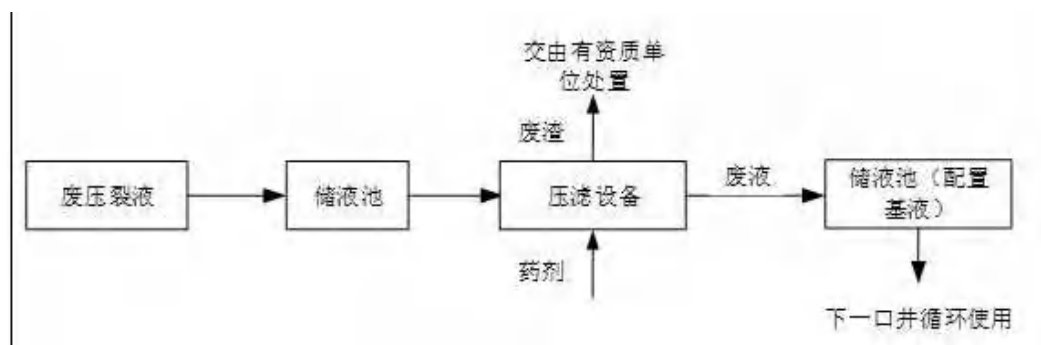 交由有资质单
位处置
废渣
废压裂液
储液池
压滤设备
废液
储液池（配置
基液）
药剂
下一口井循环使用